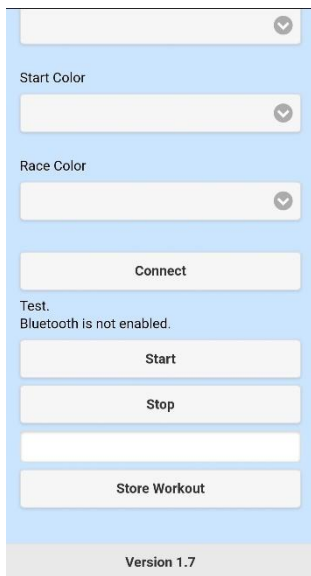 Start Color
Race Color
Connect
Test.
Bluetooth is not enabled.
Start
Stop
Store Workout
Version 1.7